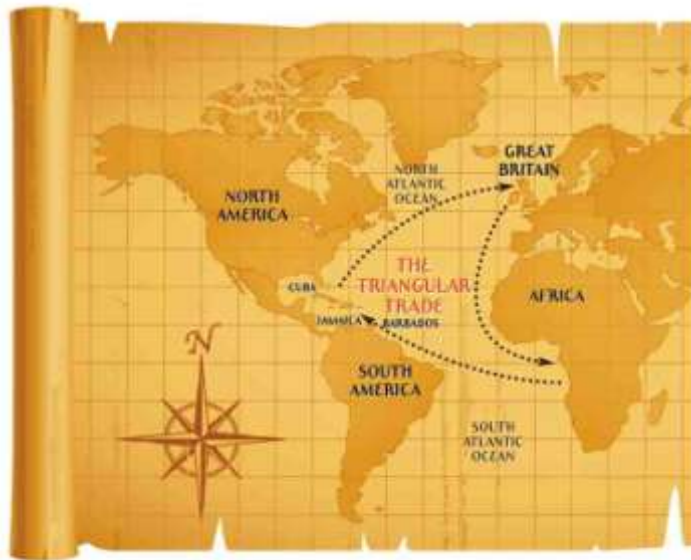 GREAT
BRITAIN
NORTH
ATLANTIC
OCEAN
NORTH
AMERICA
THE
TRIANGULAR
TRADE
CUBA
AFRICA
JAMAICA
BARBADOS
SOUTH
AMERICA
N
SOUTH
ATLANTIC
OCEAN